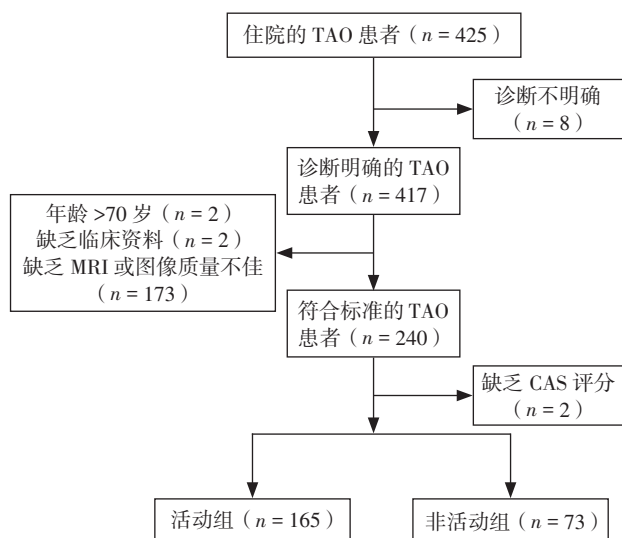 住院的 TAO 患者（n = 425）
诊断不明确
（n = 8）
诊断明确的 TAO
患者（n = 417）
年龄 >70 岁（n = 2）
缺乏临床资料（n = 2）
缺乏 MRI 或图像质量不佳
（n = 173）
符合标准的 TAO
患者（n = 240）
缺乏 CAS 评分
（n = 2）
活动组（n = 165）
非活动组（n = 73）